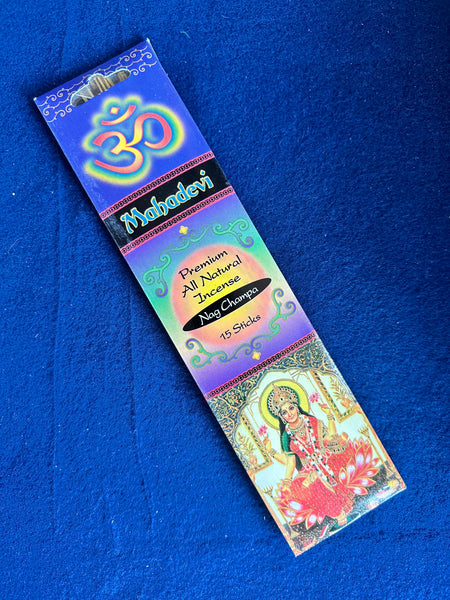 ॐ
Mahadevi
Premium
All Natural
Incense
Nag Champa
15 Sticks